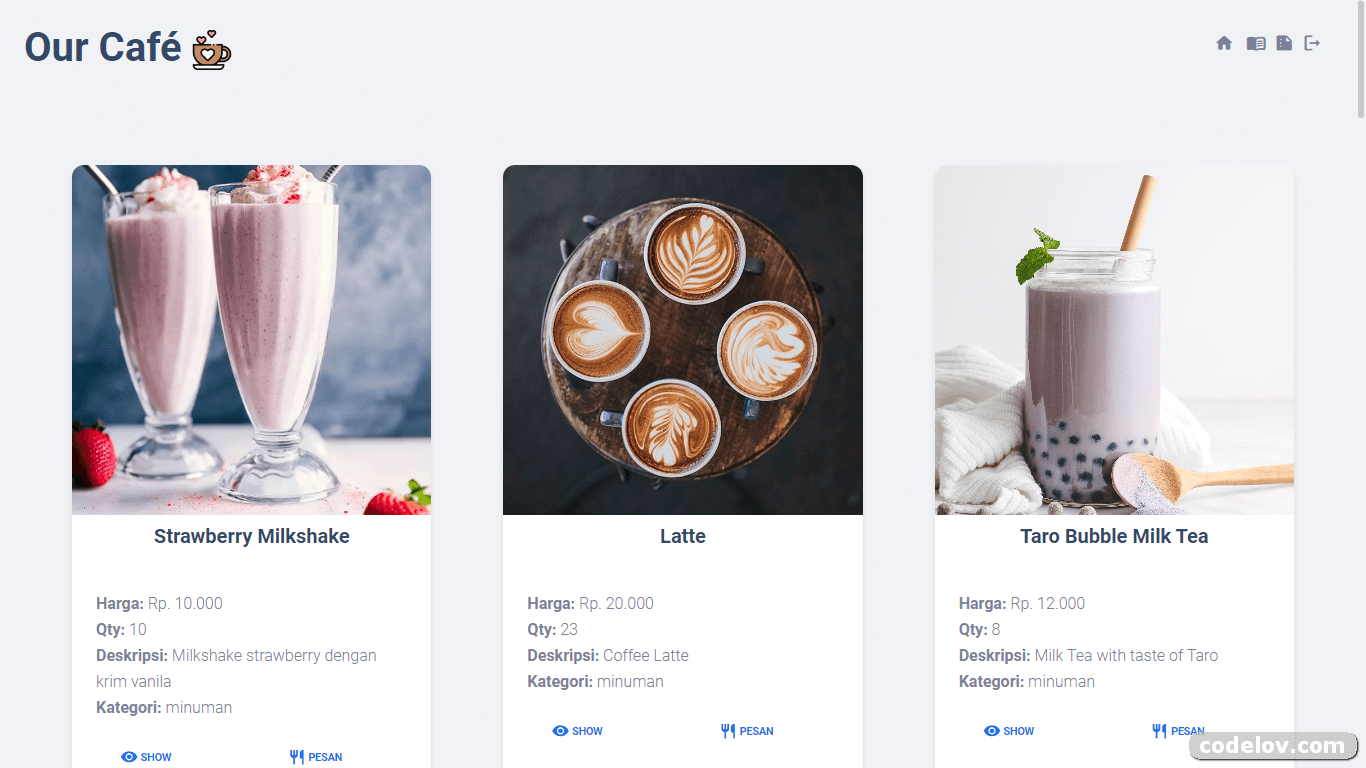 Our Café
Strawberry Milkshake
Harga: Rp. 10.000
Qty: 10
Deskripsi: Milkshake strawberry dengan
krim vanila
Kategori: minuman
SHOW
PESAN
Latte
Harga: Rp. 20.000
Qty: 23
Deskripsi: Coffee Latte
Kategori: minuman
SHOW
PESAN
Taro Bubble Milk Tea
Harga: Rp. 12.000
Qty: 8
Deskripsi: Milk Tea with taste of Taro
Kategori: minuman
SHOW
PESAN
codelov.com